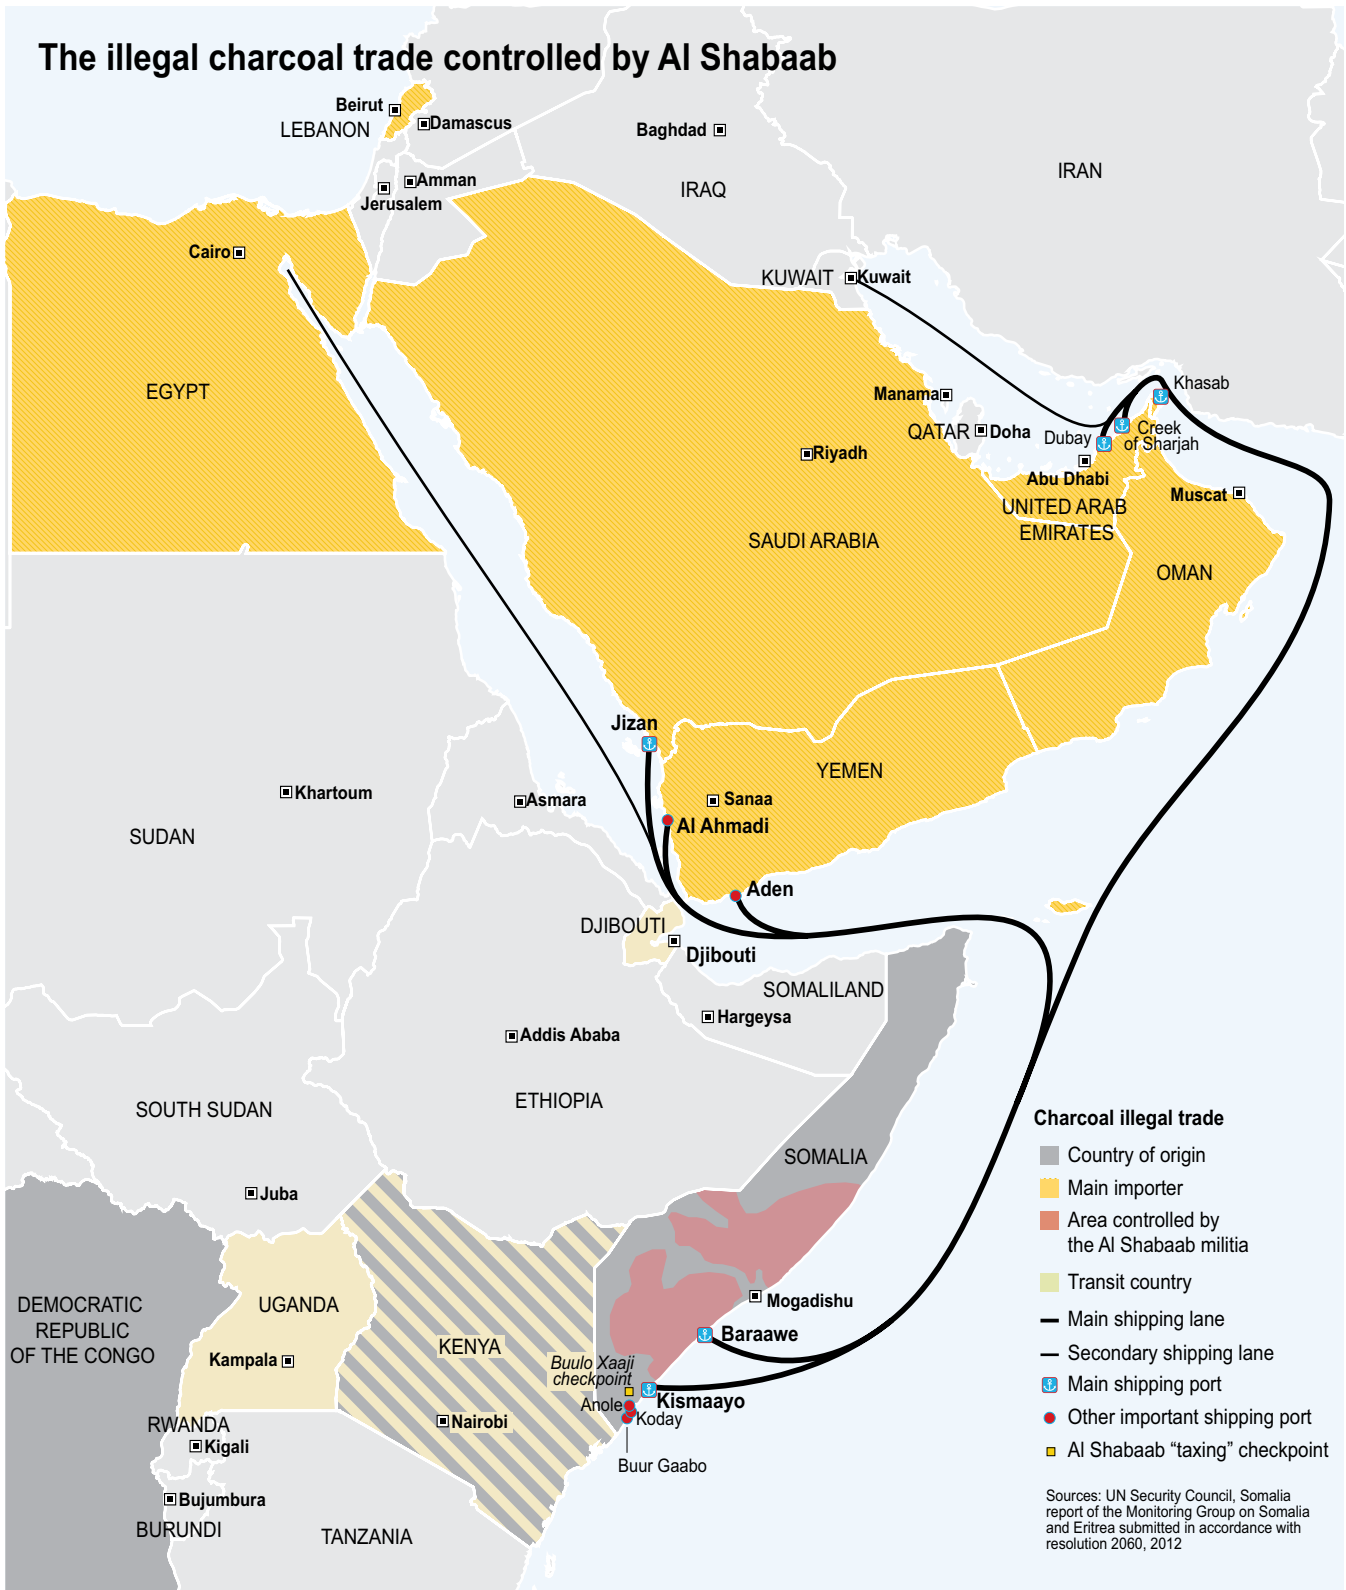 The illegal charcoal trade controlled by Al Shabaab
Beirut
LEBANON
Damascus
Baghdad
IRAN
Amman
IRAQ
Jerusalem
Cairo
KUWAIT
Kuwait
EGYPT
Manama
Khasab
QATAR
Doha
Dubay
Creek
of Sharjah
Riyadh
Abu Dhabi
Muscat
UNITED ARAB
EMIRATES
SAUDI ARABIA
OMAN
Jizan
YEMEN
Khartoum
Asmara
Sanaa
SUDAN
Al Ahmadi
Aden
DJIBOUTI
Djibouti
SOMALILAND
Hargeysa
Addis Ababa
ETHIOPIA
SOUTH SUDAN
SOMALIA
Juba
DEMOCRATIC
REPUBLIC
OF THE CONGO
UGANDA
Mogadishu
KENYA
Baraawe
Kampala
Buulo Xaaji
checkpoint
Kismaayo
Anole
Koday
RWANDA
Nairobi
Kigali
Buur Gaabo
Bujumbura
BURUNDI
TANZANIA
Charcoal illegal trade
Country of origin
Main importer
Area controlled by
the Al Shabaab militia
Transit country
Main shipping lane
Secondary shipping lane
Main shipping port
Other important shipping port
Al Shabaab “taxing” checkpoint
Sources: UN Security Council, Somalia
report of the Monitoring Group on Somalia
and Eritrea submitted in accordance with
resolution 2060, 2012